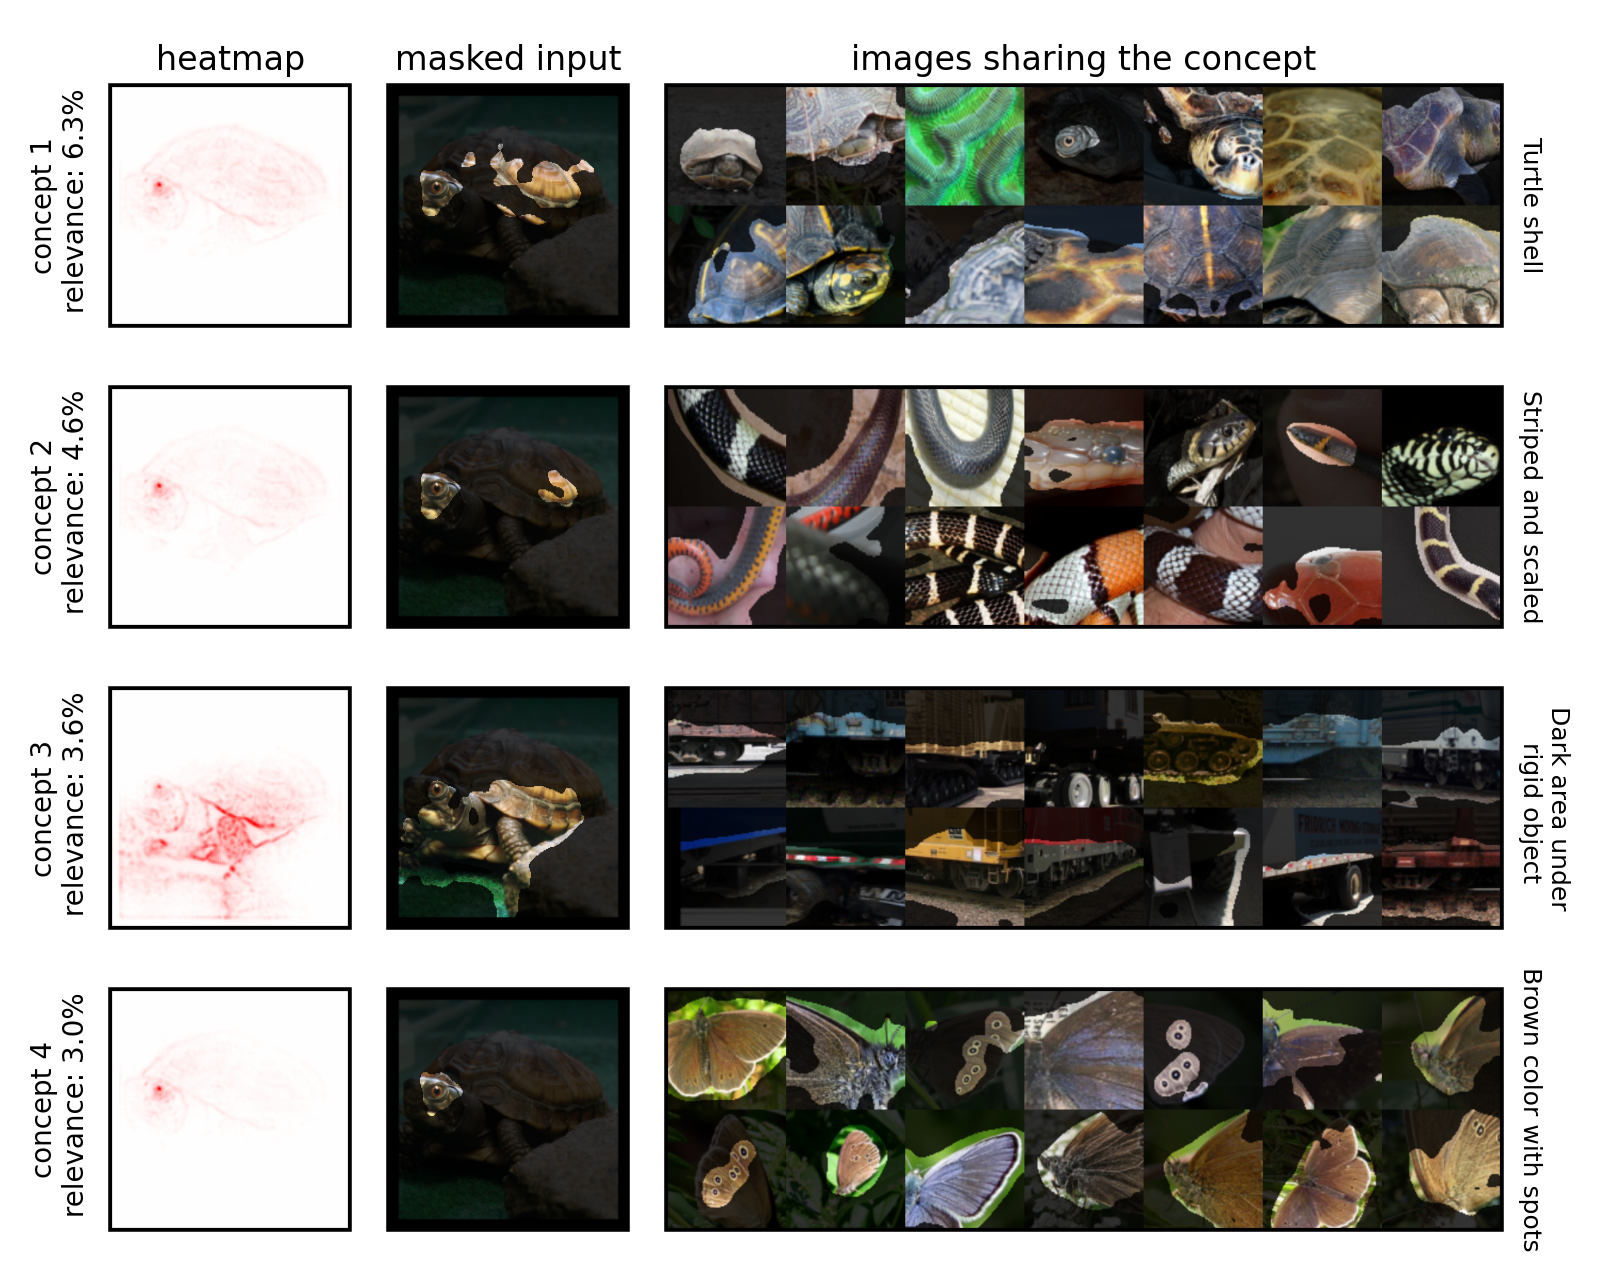 heatmap
masked input
images sharing the concept
concept 1
relevance: 6.3%
Turtle shell
concept 2
relevance: 4.6%
Striped and scaled
concept 3
relevance: 3.6%
Dark area under
rigid object
FRIDRICH MOVING
concept 4
relevance: 3.0%
Brown color with spots